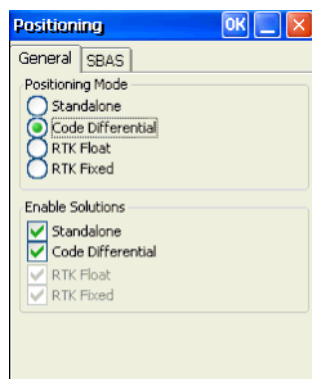 Positioning OK
General SBAS
Positioning Mode
Standalone
Code Differential
RTK Float
RTK Fixed
Enable Solutions
Standalone
Code Differential
RTK Float
RTK Fixed